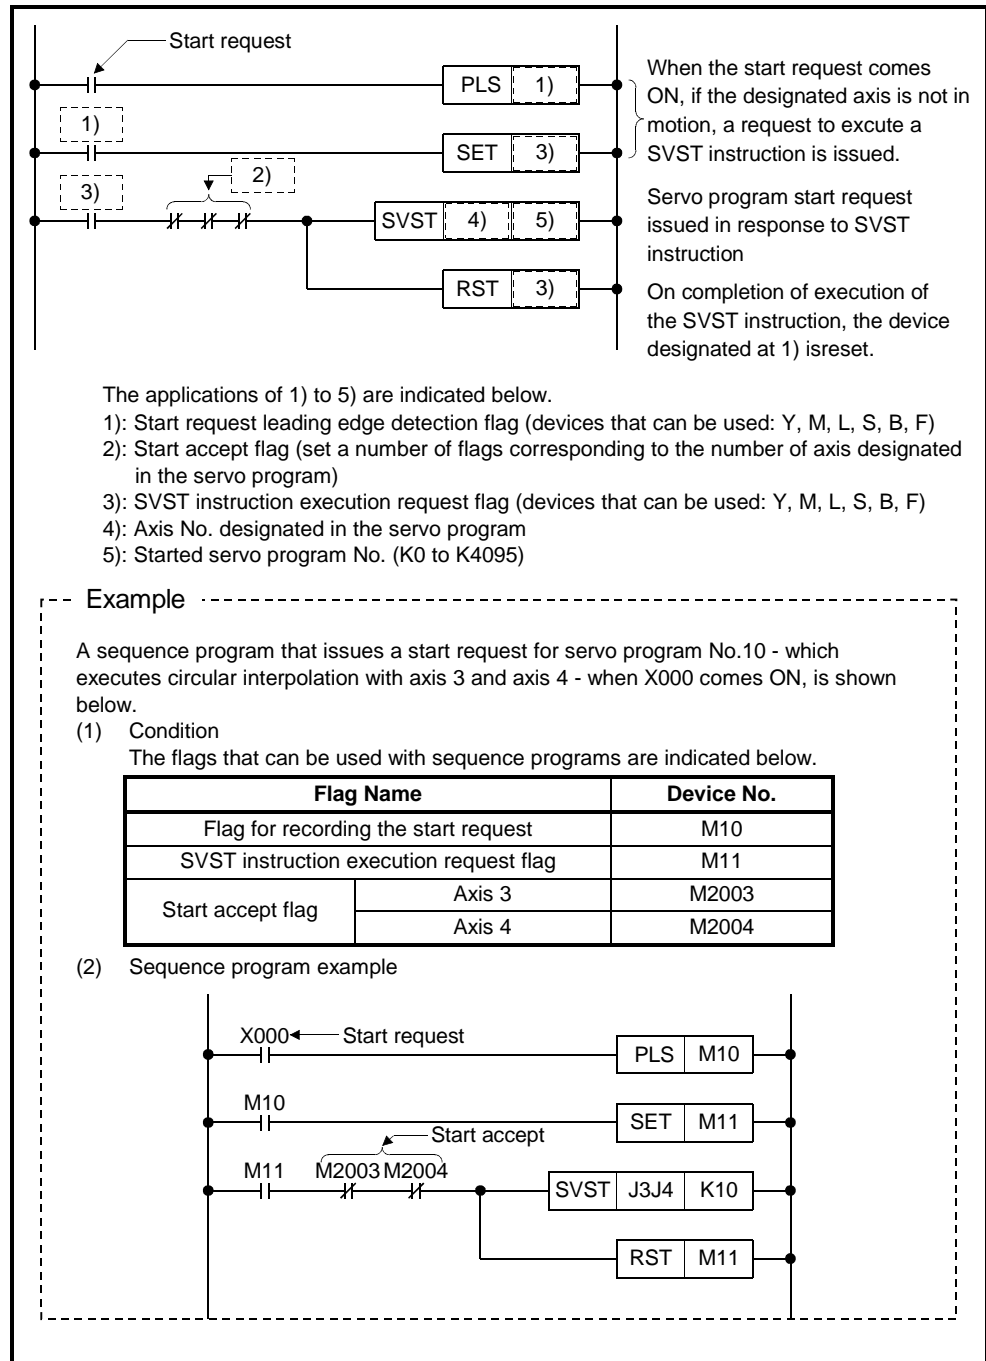 Start request
PLS 1)
When the start request comes
ON, if the designated axis is not in
motion, a request to excute a
SVST instruction is issued.
1)
SET 3)
3)
2)
SVST 4) 5)
Servo program start request
issued in response to SVST
instruction
RST 3)
On completion of execution of
the SVST instruction, the device
designated at 1) isreset.
The applications of 1) to 5) are indicated below.
1): Start request leading edge detection flag (devices that can be used: Y, M, L, S, B, F)
2): Start accept flag (set a number of flags corresponding to the number of axis designated
in the servo program)
3): SVST instruction execution request flag (devices that can be used: Y, M, L, S, B, F)
4): Axis No. designated in the servo program
5): Started servo program No. (K0 to K4095)
Example
A sequence program that issues a start request for servo program No.10 - which
executes circular interpolation with axis 3 and axis 4 - when X000 comes ON, is shown
below.
(1) Condition
The flags that can be used with sequence programs are indicated below.
Flag Name Device No.
Flag for recording the start request M10
SVST instruction execution request flag M11
Start accept flag Axis 3 M2003
Axis 4 M2004
(2) Sequence program example
X000 Start request
PLS M10
M10
SET M11
Start accept
M11 M2003 M2004
SVST J3J4 K10
RST M11